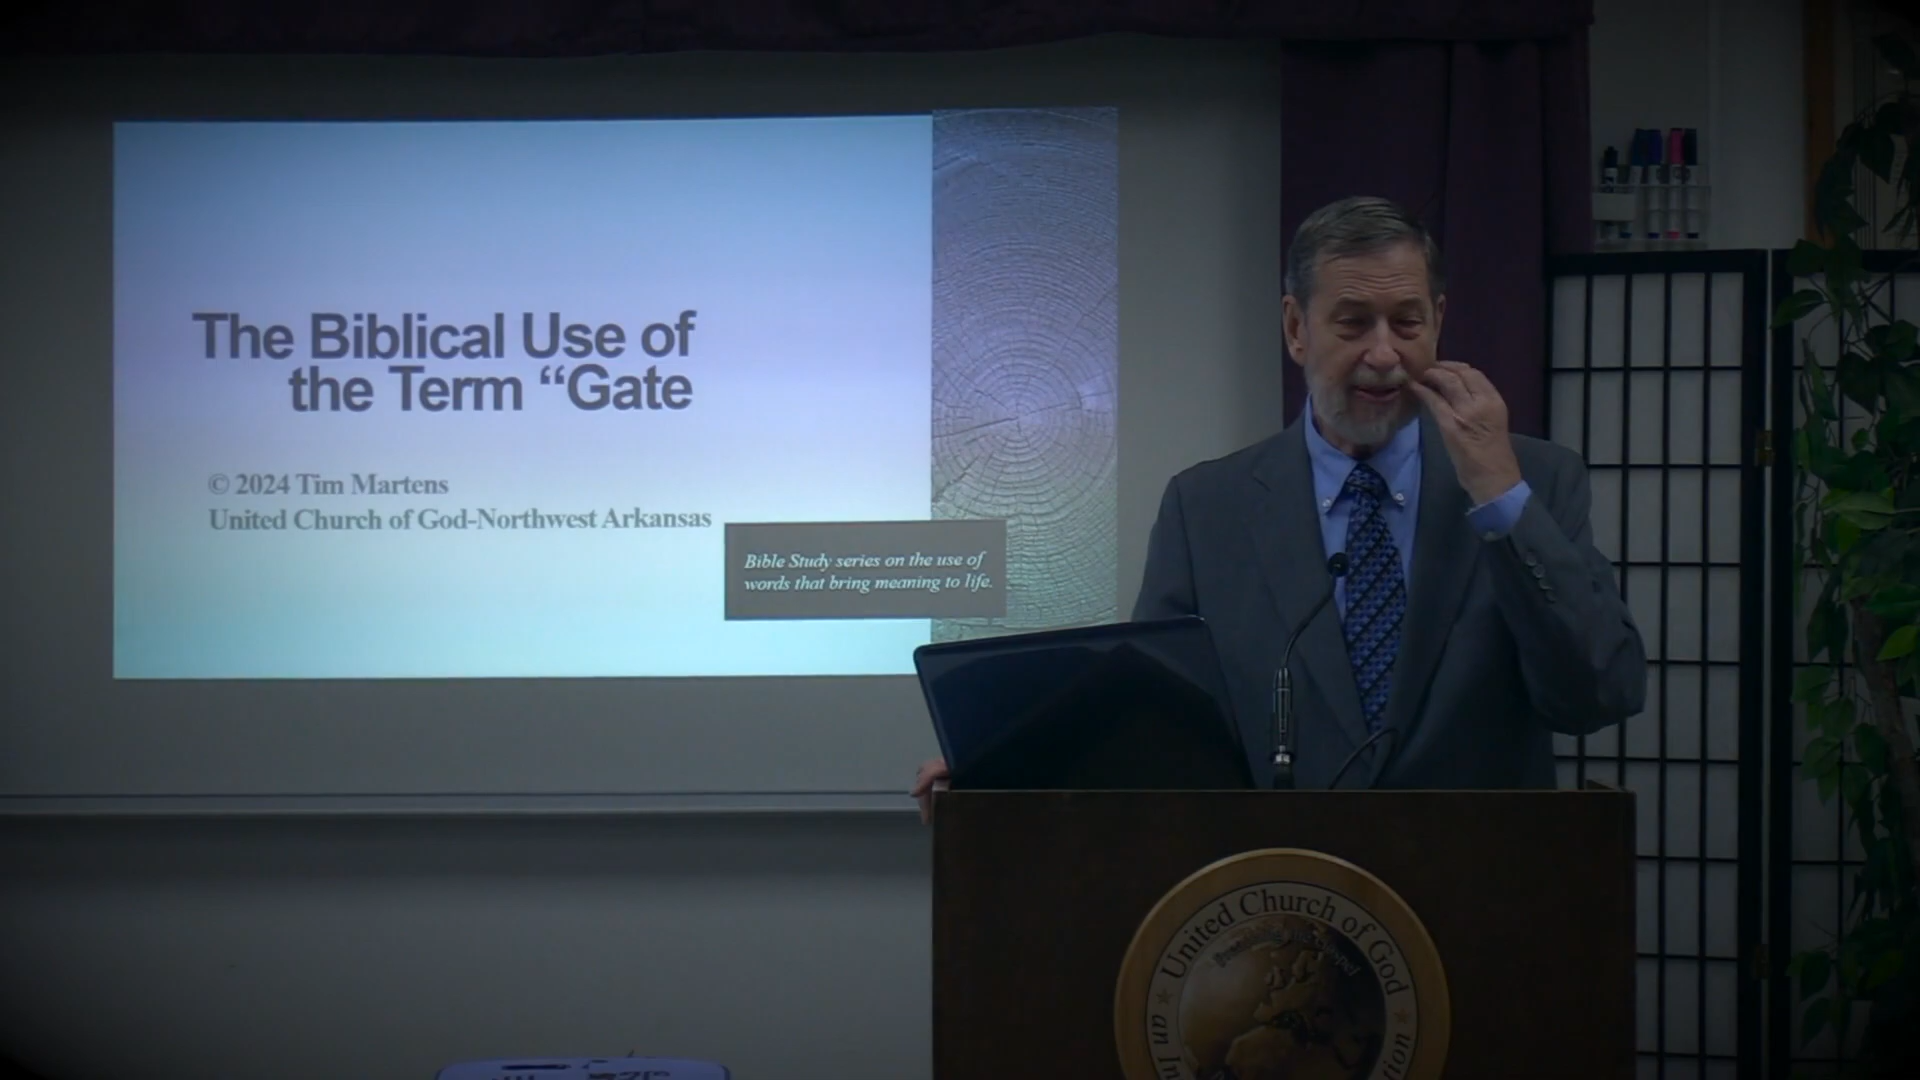 The Biblical Use of
the Term “Gate
© 2024 Tim Martens
United Church of God-Northwest Arkansas
Bible Study series on the use of
words that bring meaning to life.
United Church of God